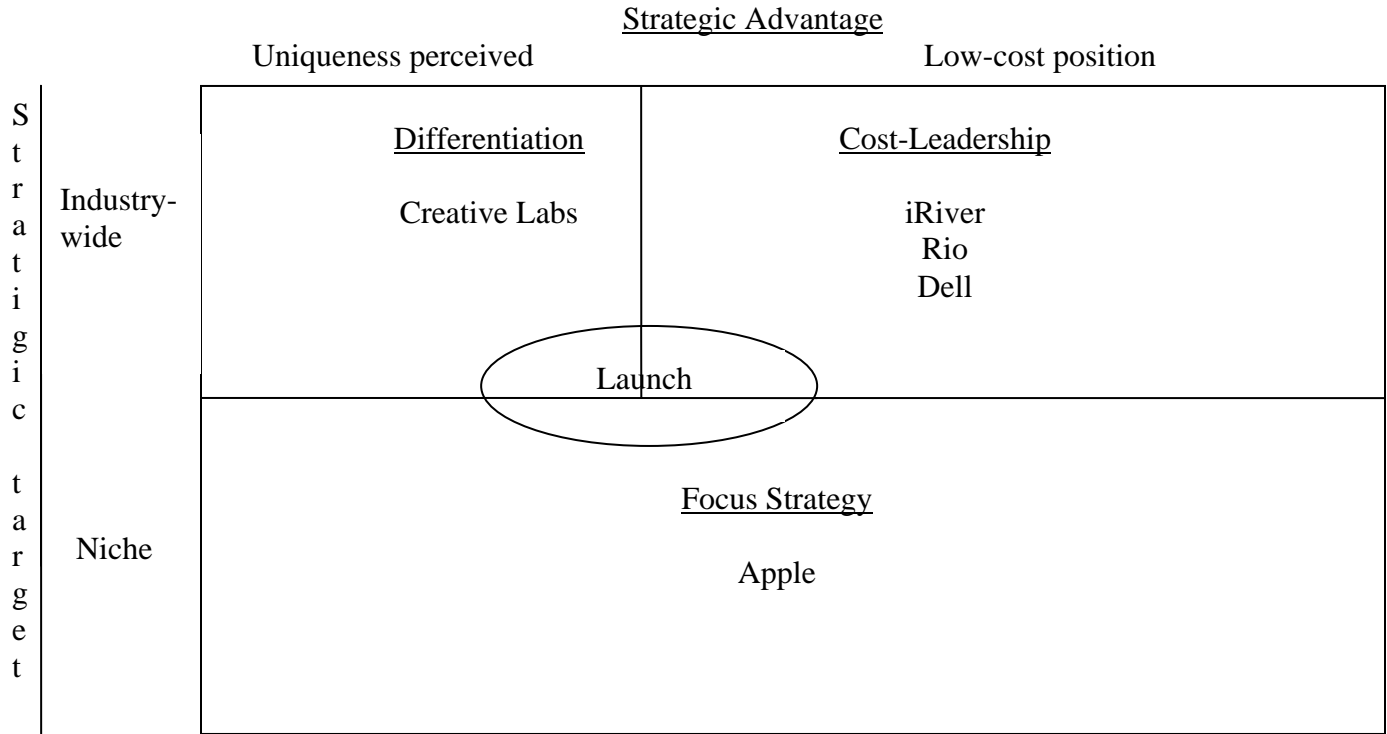 Strategic Advantage
Uniqueness perceived Low-cost position
Stratigic target
Industry-
wide
Differentiation
Creative Labs
Cost-Leadership
iRiver
Rio
Dell
Launch
Niche
Focus Strategy
Apple